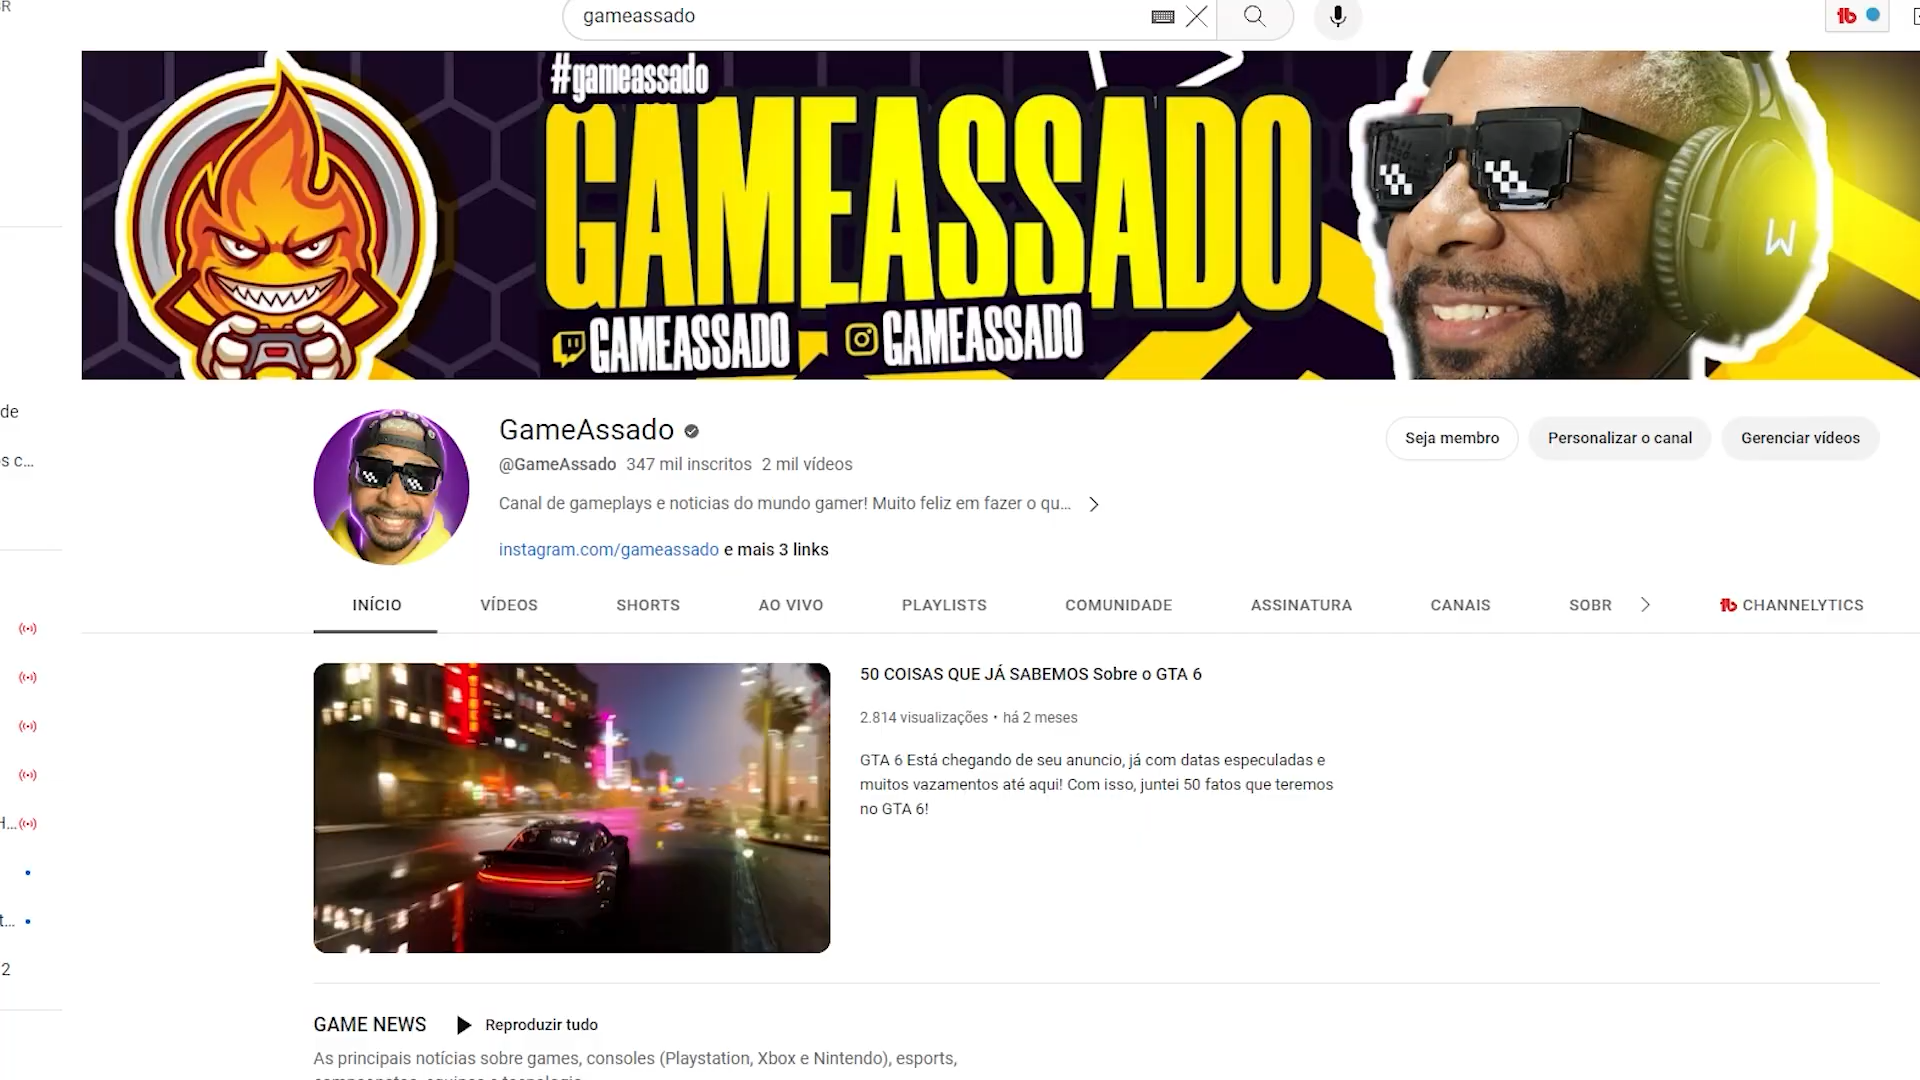 gameassado
#gameassado
GAMEASSADO
GAMEASSADO
GAMEASSADO
W
GameAssado
@GameAssado 347 mil inscritos 2 mil vídeos
Canal de gameplays e noticias do mundo gamer! Muito feliz em fazer o qu...
instagram.com/gameassado e mais 3 links
Seja membro
Personalizar o canal
Gerenciar vídeos
INÍCIO
VÍDEOS
SHORTS
AO VIVO
PLAYLISTS
COMUNIDADE
ASSINATURA
CANAIS
SOBR
CHANNELYTICS
50 COISAS QUE JÁ SABEMOS Sobre o GTA 6
2.814 visualizações • há 2 meses
GTA 6 Está chegando de seu anuncio, já com datas especuladas e
muitos vazamentos até aqui! Com isso, juntei 50 fatos que teremos
no GTA 6!
GAME NEWS
Reproduzir tudo
As principais notícias sobre games, consoles (Playstation, Xbox e Nintendo), esports,
de
s c...
H...
t...
2